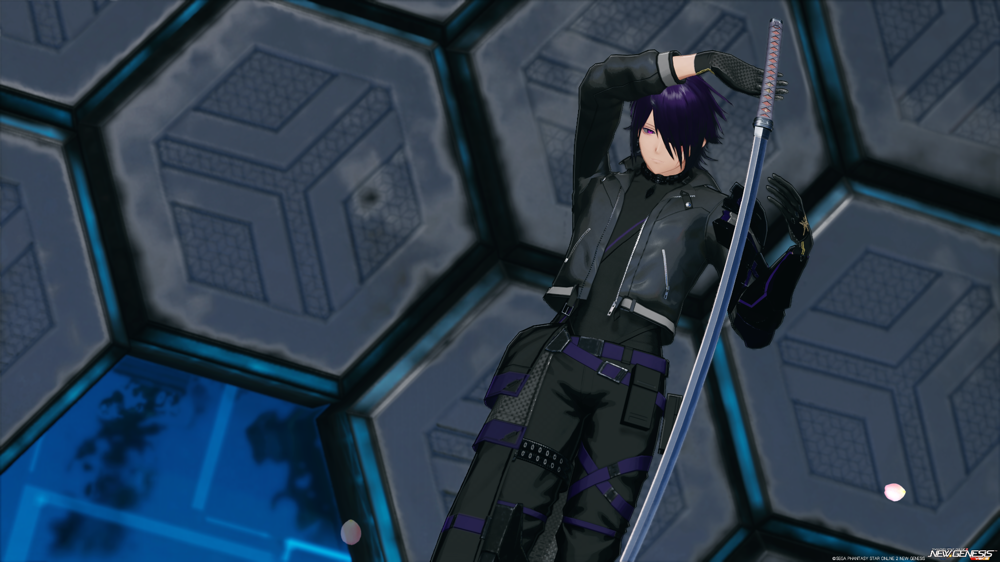 PHANTASY STAR ONLINE 2
NEW GENESIS
ver.2
©SEGA PHANTASY STAR ONLINE 2 NEW GENESIS